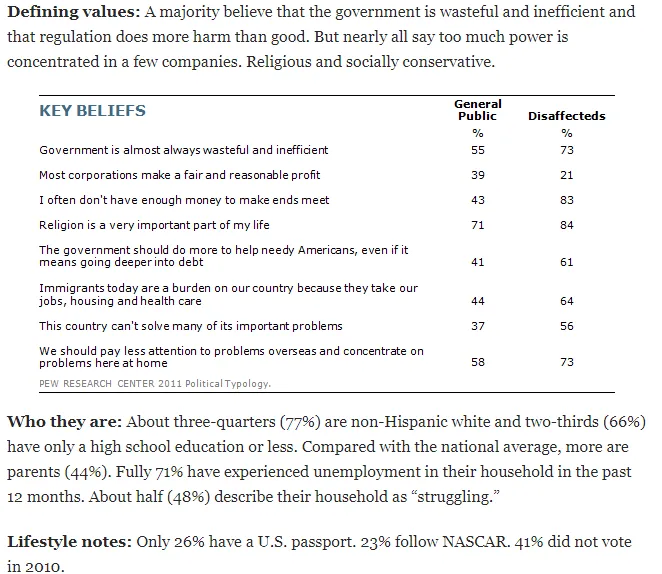 Defining values: A majority believe that the government is wasteful and inefficient and
that regulation does more harm than good. But nearly all say too much power is
concentrated in a few companies. Religious and socially conservative.
KEY BELIEFS
General Public
Disaffecteds
% %
Government is almost always wasteful and inefficient 55 73
Most corporations make a fair and reasonable profit 39 21
I often don't have enough money to make ends meet 43 83
Religion is a very important part of my life 71 84
The government should do more to help needy Americans, even if it
means going deeper into debt 41 61
Immigrants today are a burden on our country because they take our
jobs, housing and health care 44 64
This country can't solve many of its important problems 37 56
We should pay less attention to problems overseas and concentrate on
problems here at home 58 73
PEW RESEARCH CENTER 2011 Political Typology.
Who they are: About three-quarters (77%) are non-Hispanic white and two-thirds (66%)
have only a high school education or less. Compared with the national average, more are
parents (44%). Fully 71% have experienced unemployment in their household in the past
12 months. About half (48%) describe their household as “struggling.”
Lifestyle notes: Only 26% have a U.S. passport. 23% follow NASCAR. 41% did not vote
in 2010.